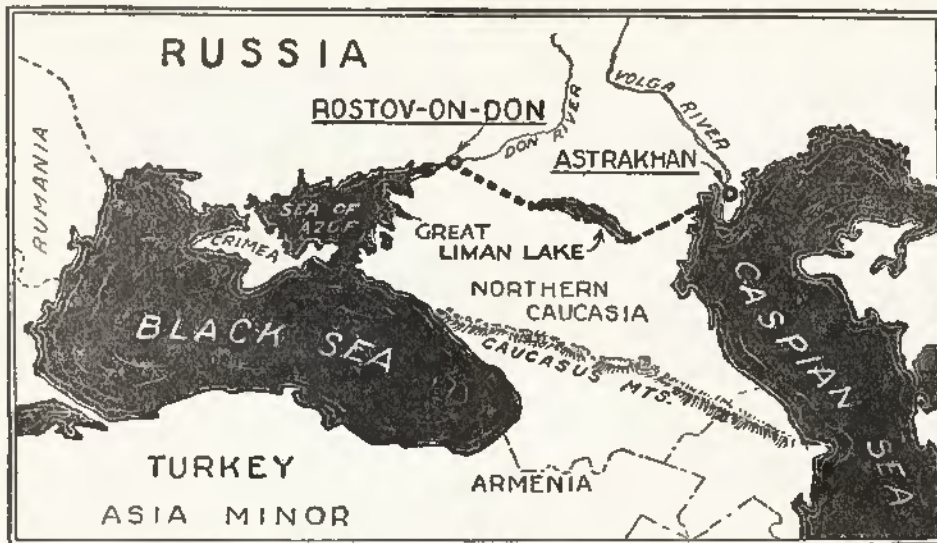 RUSSIA
ROSTOV-ON-DON
DON RIVER
VOLGA RIVER
ASTRAKHAN
RUMANIA
SEA OF
AZOF
CRIMEA
GREAT
LIMAN LAKE
NORTHERN
CAUCASIA
BLACK SEA
CAUCASUS MTS.
CASPIAN SEA
TURKEY
ASIA MINOR
ARMENIA